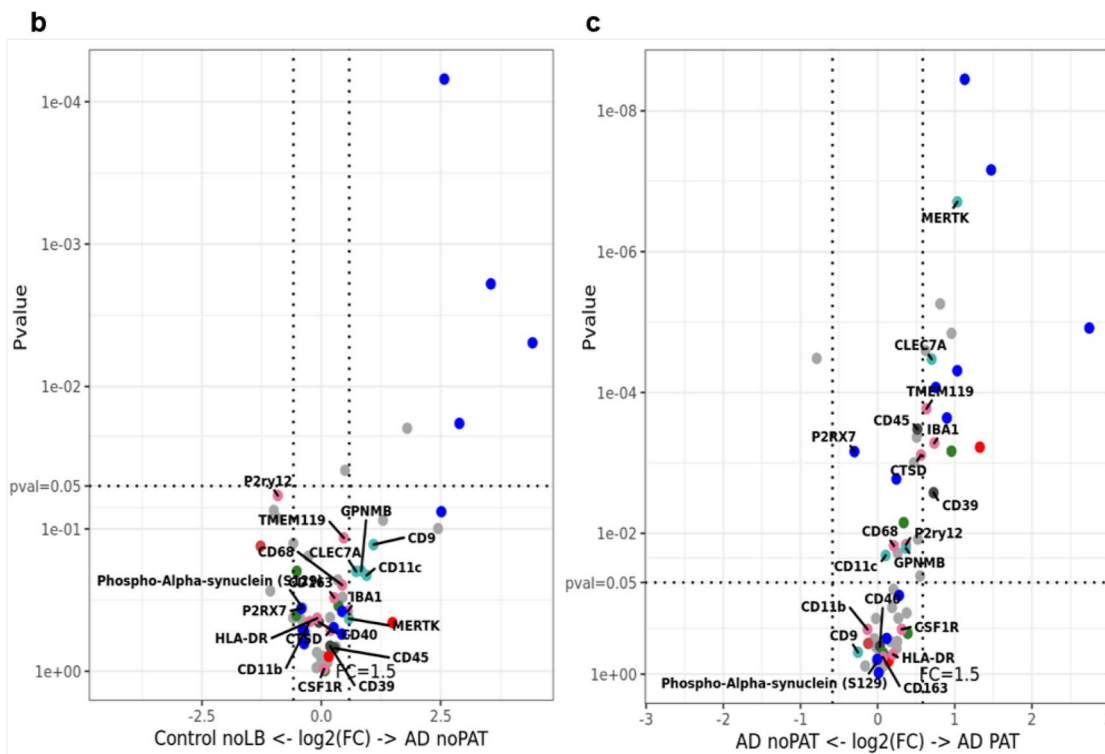 b
c
1e-04
1e-03
1e-02
pval=0.05
1e-01
1e+00
Pvalue
P2ry12
GPNMB
TMEM119
CD9
CD68
CLEC7A
CD11c
Phospho-Alpha-synuclein (S129)
CD163
P2RX7
IBA1
MERTK
HLA-DR
CTSD
CD40
CD11b
CD45
FC=1.5
CSF1R
CD39
-2.5
0.0
2.5
Control noLB <- log2(FC) -> AD noPAT
1e-08
1e-06
1e-04
1e-02
pval=0.05
1e+00
Pvalue
MERTK
CLEC7A
TMEM119
CD45
IBA1
P2RX7
CTSD
CD39
CD68
P2ry12
CD11c
GPNMB
CD40
CD11b
CSF1R
CD9
HLA-DR
FC=1.5
Phospho-Alpha-synuclein (S129)
CD163
-3
-2
-1
0
1
2
AD noPAT <- log2(FC) -> AD PAT